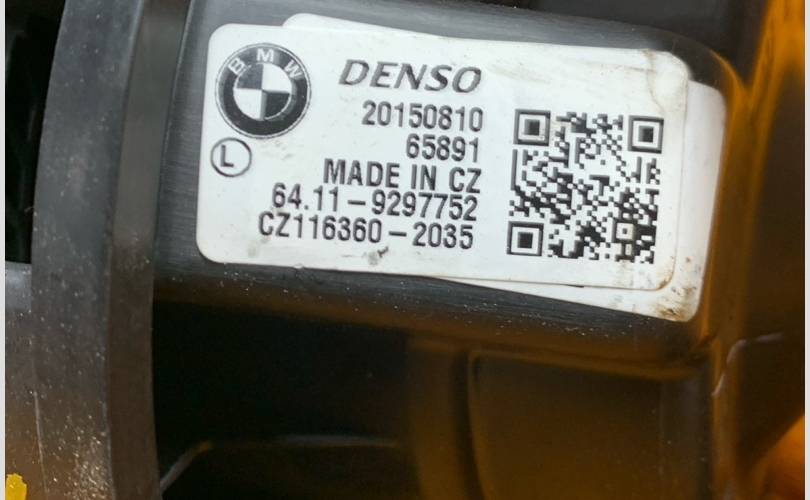 BMW
DENSO
20150810
65891
L
MADE IN CZ
64.11-9297752
CZ116360-2035